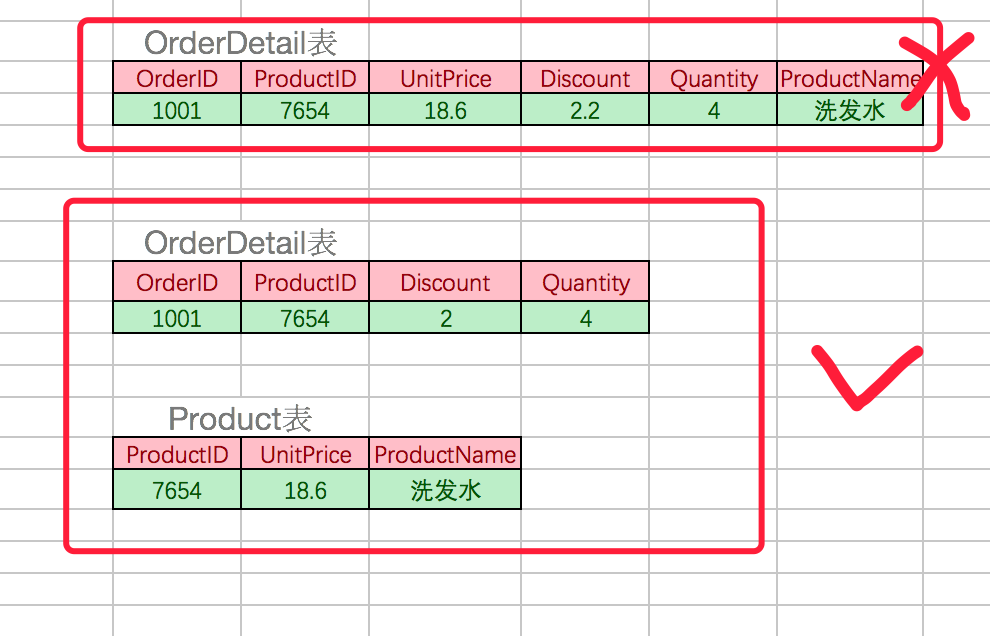 OrderDetail表
OrderID ProductID UnitPrice Discount Quantity ProductName
1001 7654 18.6 2.2 4 洗发水
OrderDetail表
OrderID ProductID Discount Quantity
1001 7654 2 4
Product表
ProductID UnitPrice ProductName
7654 18.6 洗发水